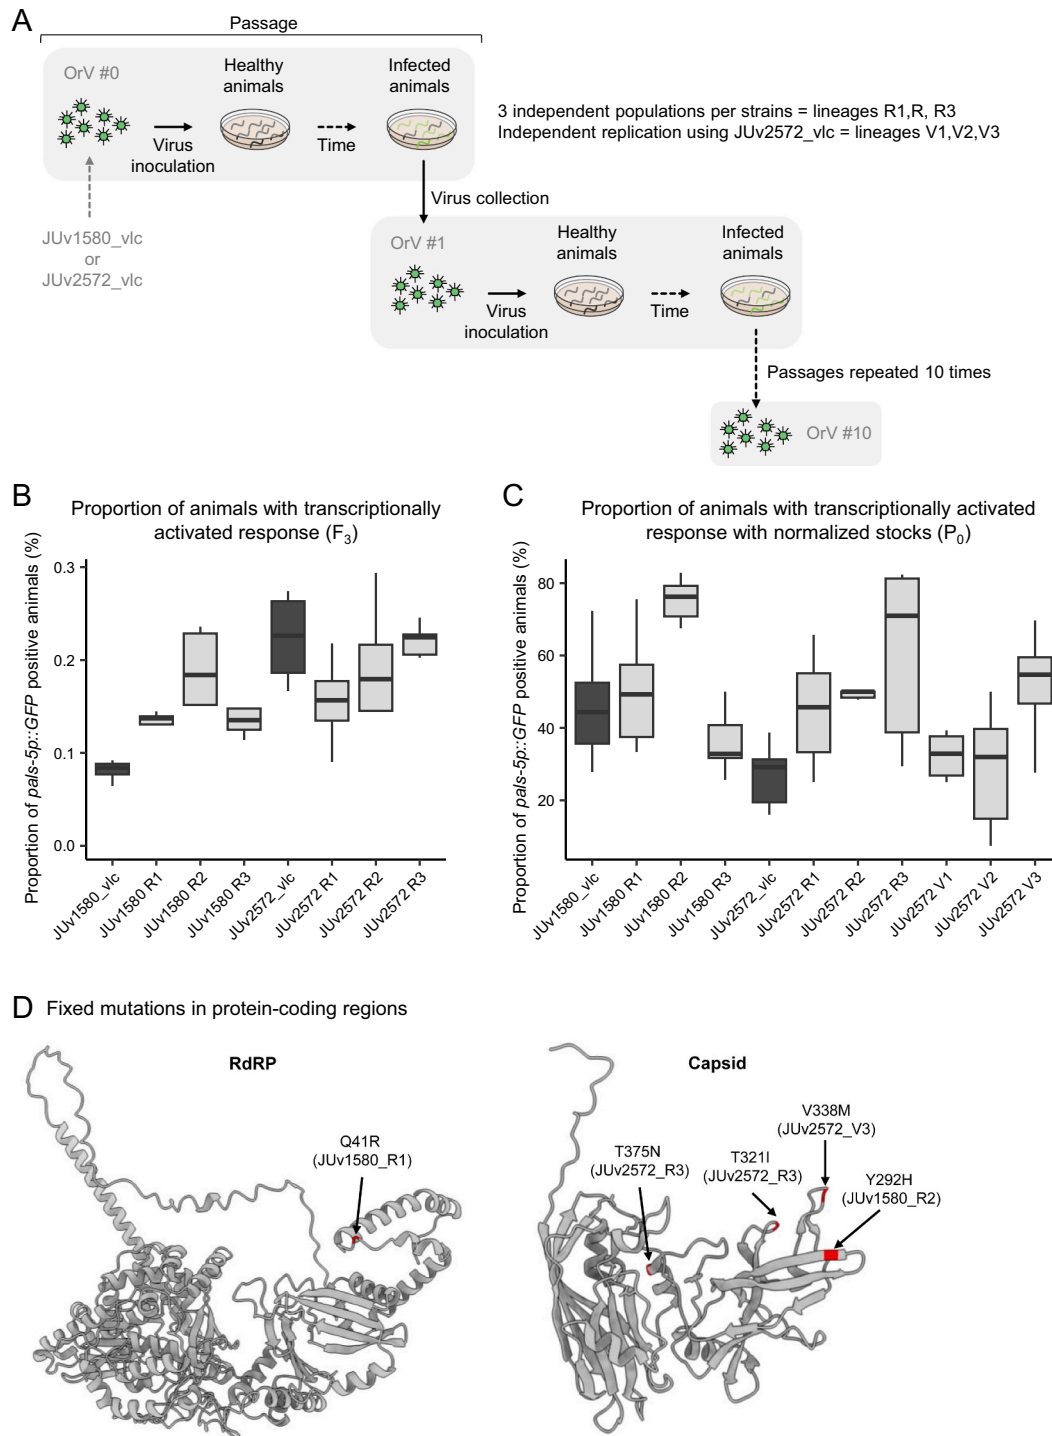 A
Passage
OrV #0
Healthy
animals
Infected
animals
Virus
inoculation
Time
3 independent populations per strains = lineages R1,R, R3
Independent replication using JUv2572_vlc = lineages V1,V2,V3
JUv1580_vlc
or
JUv2572_vlc
Virus collection
OrV #1
Healthy
animals
Infected
animals
Virus
inoculation
Time
Passages repeated 10 times
OrV #10
B
Proportion of animals with transcriptionally
activated response (F3)
Proportion of pals-5p::GFP positive animals (%)
0.3
0.2
0.1
0.0
JUv1580_vlc
JUv1580 R1
JUv1580 R2
JUv1580 R3
JUv2572_vlc
JUv2572 R1
JUv2572 R2
JUv2572 R3
C
Proportion of animals with transcriptionally activated
response with normalized stocks (P0)
Proportion of pals-5p::GFP positive animals (%)
80
60
40
20
JUv1580_vlc
JUv1580 R1
JUv1580 R2
JUv1580 R3
JUv2572_vlc
JUv2572 R1
JUv2572 R2
JUv2572 R3
JUv2572 V1
JUv2572 V2
JUv2572 V3
D Fixed mutations in protein-coding regions
RdRP
Q41R
(JUv1580_R1)
Capsid
V338M
(JUv2572_V3)
T375N
(JUv2572_R3)
T321I
(JUv2572_R3)
Y292H
(JUv1580_R2)